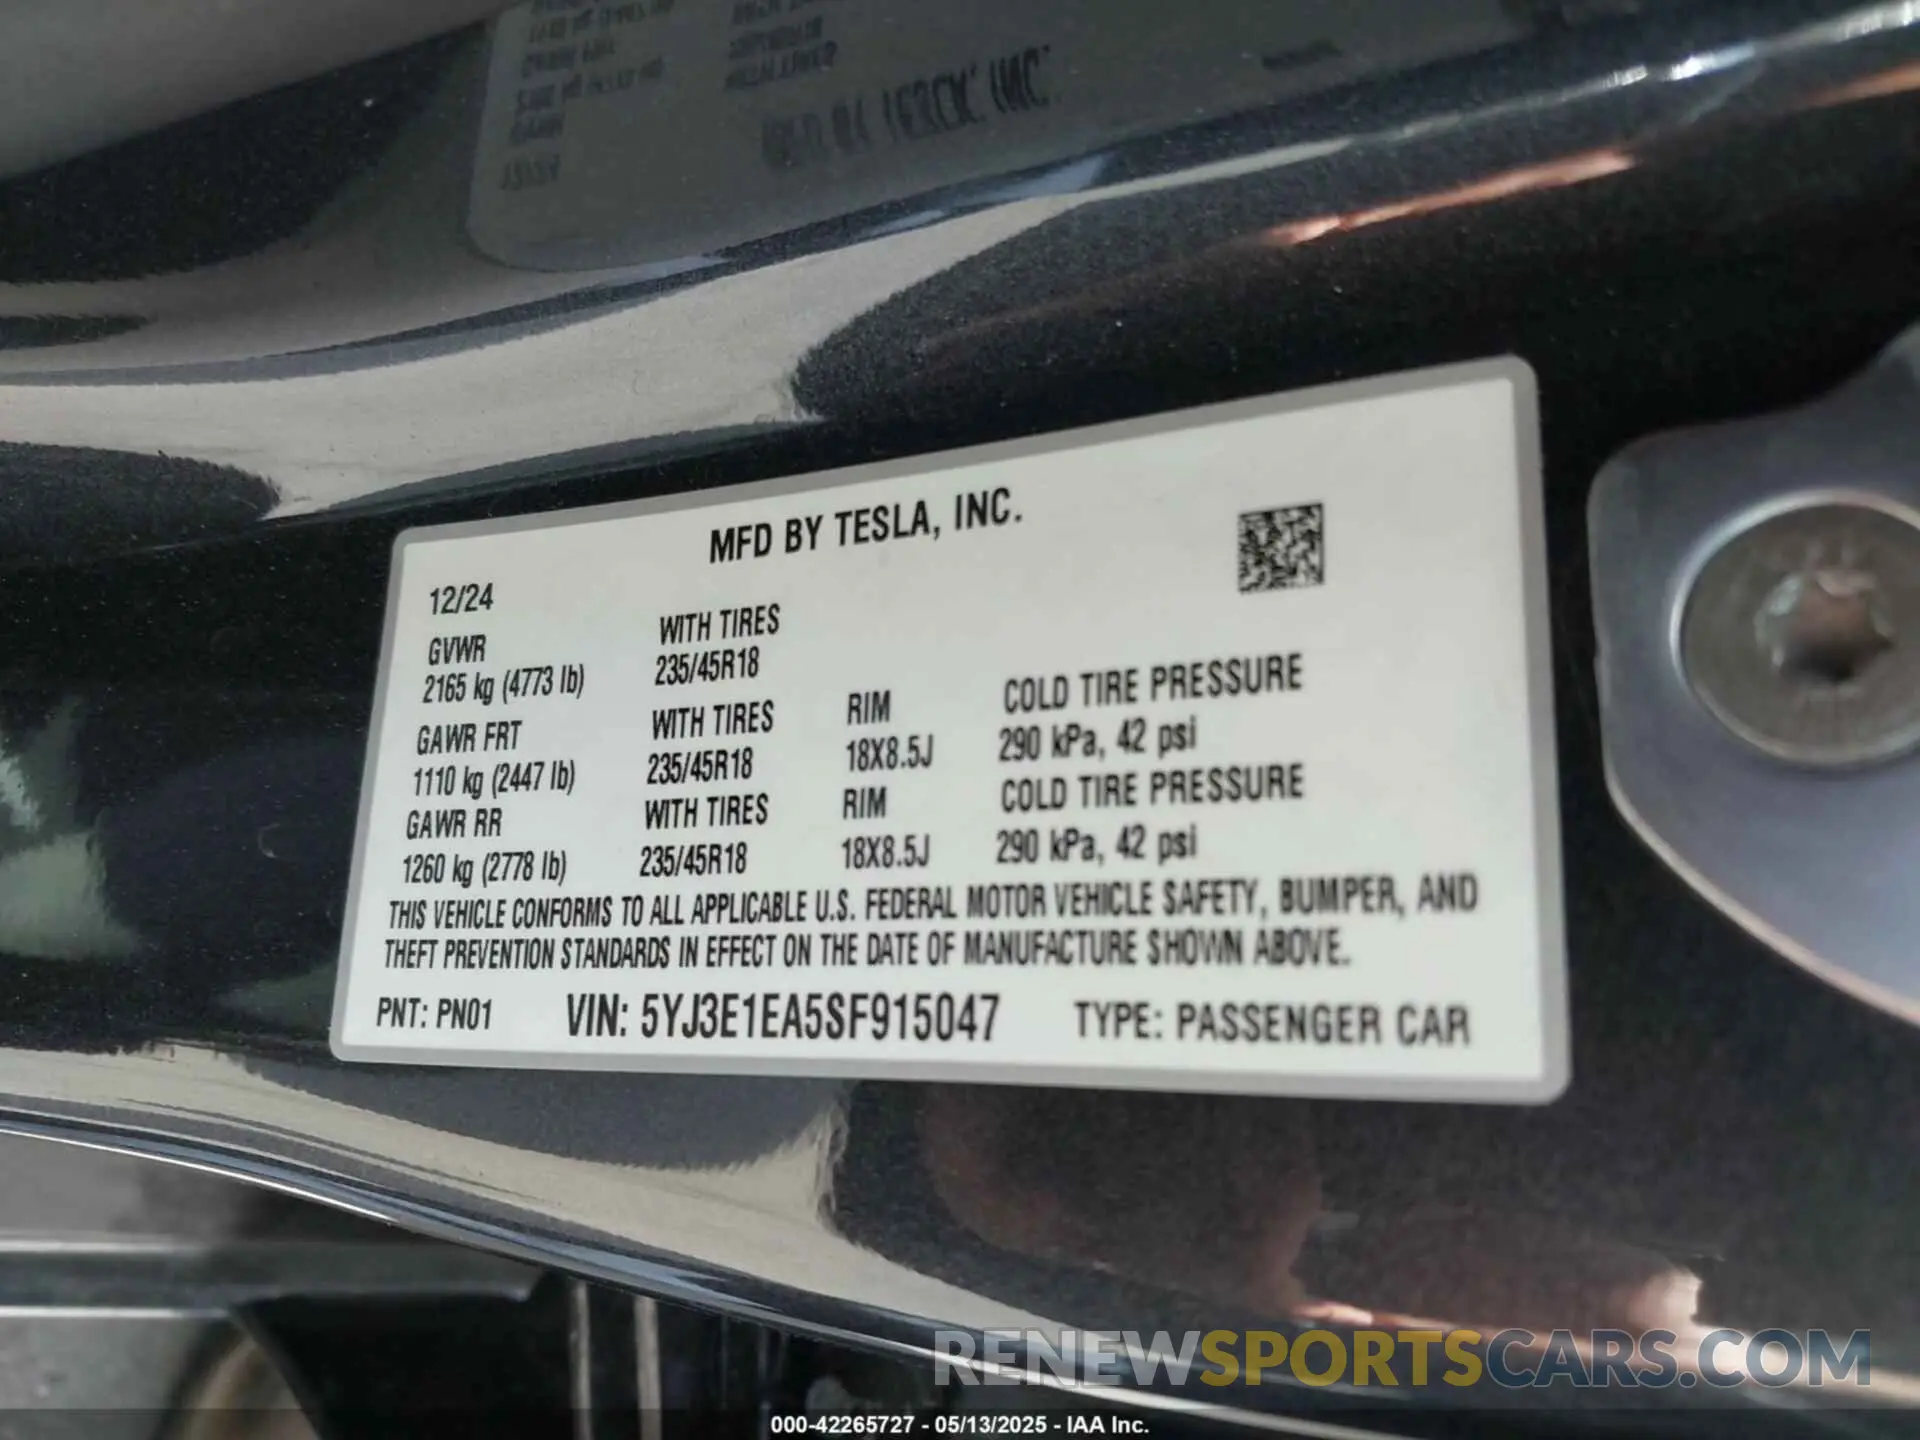 MFD BY TESLA, INC.
12/24
GVWR WITH TIRES
2165 kg (4773 lb) 235/45R18
GAWR FRT WITH TIRES RIM COLD TIRE PRESSURE
1110 kg (2447 lb) 235/45R18 18X8.5J 290 kPa, 42 psi
GAWR RR WITH TIRES RIM COLD TIRE PRESSURE
1260 kg (2778 lb) 235/45R18 18X8.5J 290 kPa, 42 psi
THIS VEHICLE CONFORMS TO ALL APPLICABLE U.S. FEDERAL MOTOR VEHICLE SAFETY, BUMPER, AND
THEFT PREVENTION STANDARDS IN EFFECT ON THE DATE OF MANUFACTURE SHOWN ABOVE.
PNT: PN01 VIN: 5YJ3E1EA5SF915047 TYPE: PASSENGER CAR
RENEWSPORTSCARS.COM
000-42265727 - 05/13/2025 - IAA Inc.